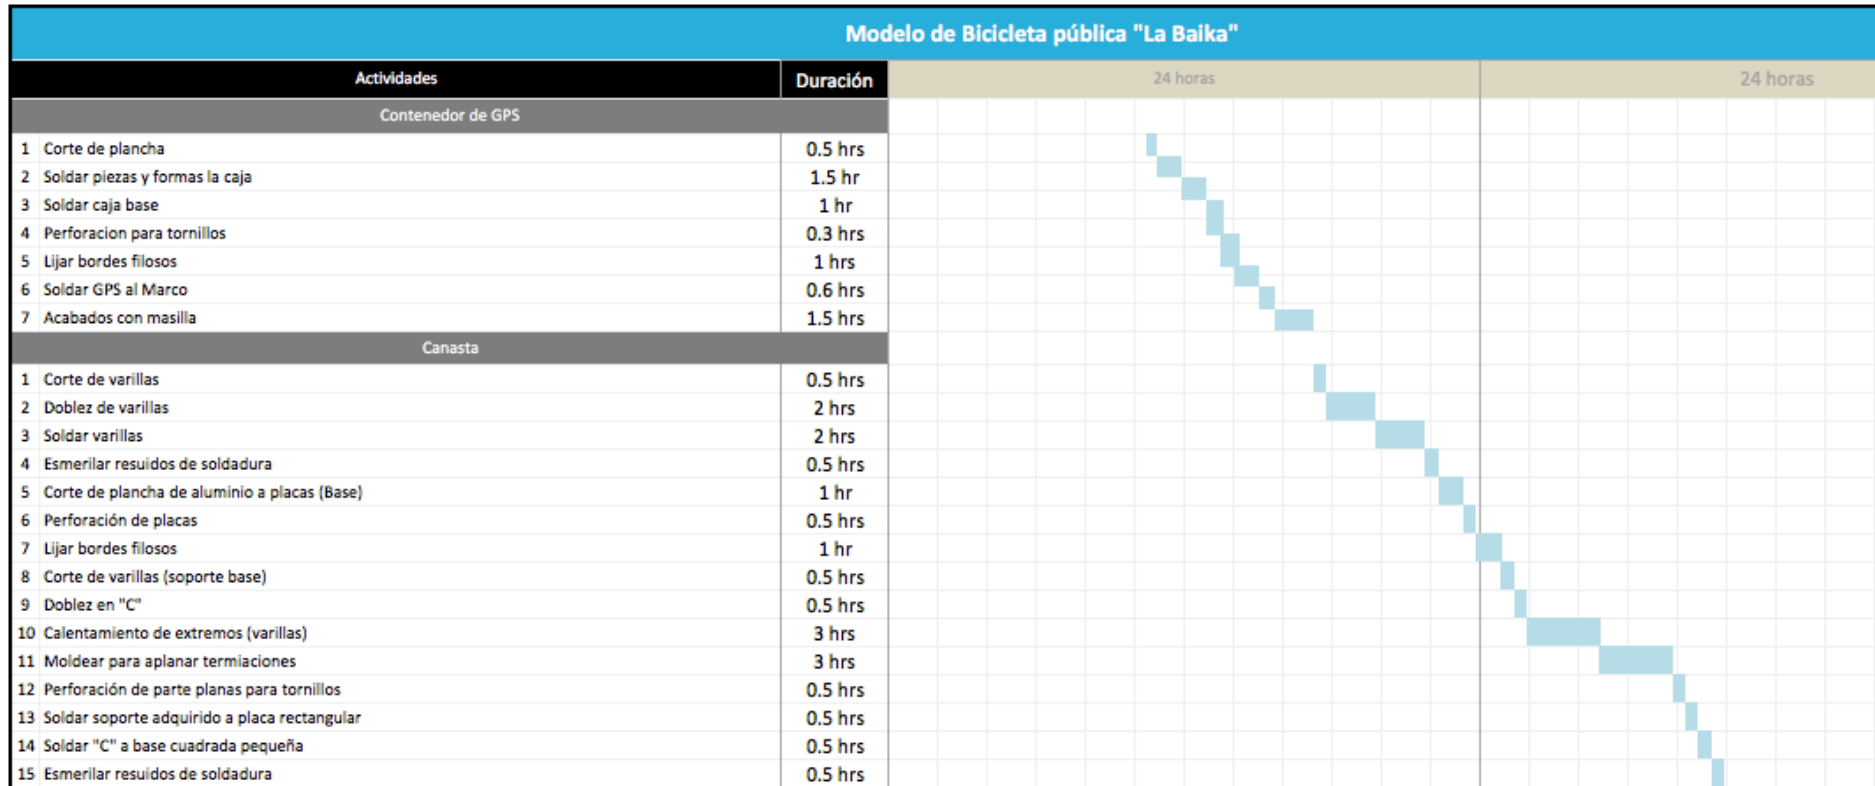 Modelo de Bicicleta pública "La Baika"
Actividades Duración 24 horas 24 horas
Contenedor de GPS
1 Corte de plancha 0.5 hrs
2 Soldar piezas y formas la caja 1.5 hr
3 Soldar caja base 1 hr
4 Perforacion para tornillos 0.3 hrs
5 Lijar bordes filosos 1 hrs
6 Soldar GPS al Marco 0.6 hrs
7 Acabados con masilla 1.5 hrs
Canasta
1 Corte de varillas 0.5 hrs
2 Doblez de varillas 2 hrs
3 Soldar varillas 2 hrs
4 Esmerilar resuidos de soldadura 0.5 hrs
5 Corte de plancha de aluminio a placas (Base) 1 hr
6 Perforación de placas 0.5 hrs
7 Lijar bordes filosos 1 hr
8 Corte de varillas (soporte base) 0.5 hrs
9 Doblez en "C" 0.5 hrs
10 Calentamiento de extremos (varillas) 3 hrs
11 Moldear para aplanar termiaciones 3 hrs
12 Perforación de parte planas para tornillos 0.5 hrs
13 Soldar soporte adquirido a placa rectangular 0.5 hrs
14 Soldar "C" a base cuadrada pequeña 0.5 hrs
15 Esmerilar resuidos de soldadura 0.5 hrs